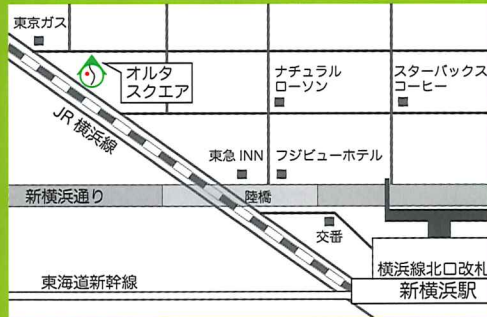 東京ガス
オルタ
スクエア
ナチュラル
ローソン
スターバックス
コーヒー
JR 横浜線
東急 INN
フジビューホテル
新横浜通り
陸橋
交番
横浜線北口改札
東海道新幹線
新横浜駅